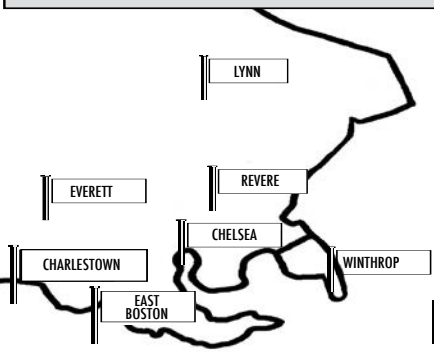 LYNN
REVERE
EVERETT
CHELSEA
CHARLESTOWN
WINTHROP
EAST
BOSTON